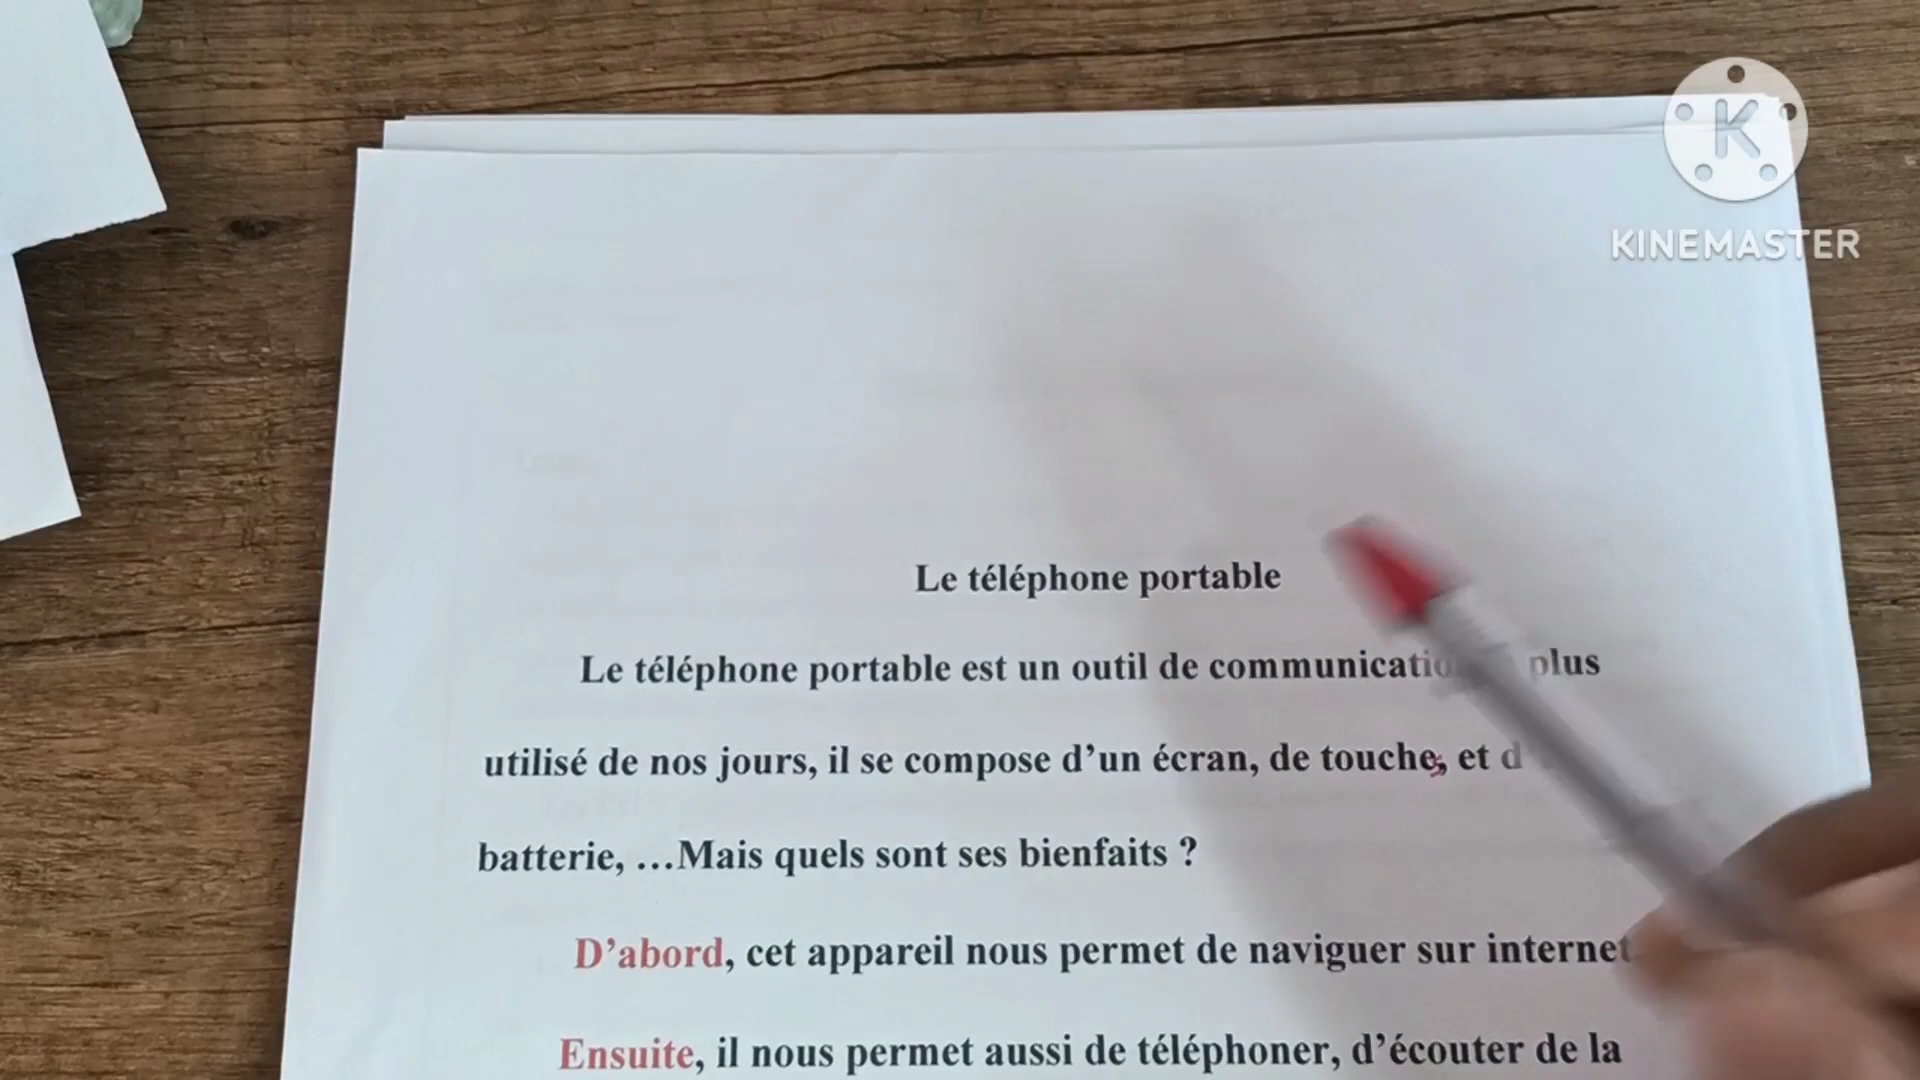 K
KINEMASTER
Le téléphone portable
Le téléphone portable est un outil de plus
utilisé de nos jours, il se compose d’un écran, de touches, et
batterie, ...Mais quels sont ses bienfaits ?
D’abord, cet appareil nous permet de naviguer sur internet
Ensuite, il nous permet aussi de téléphoner, d’écouter de la